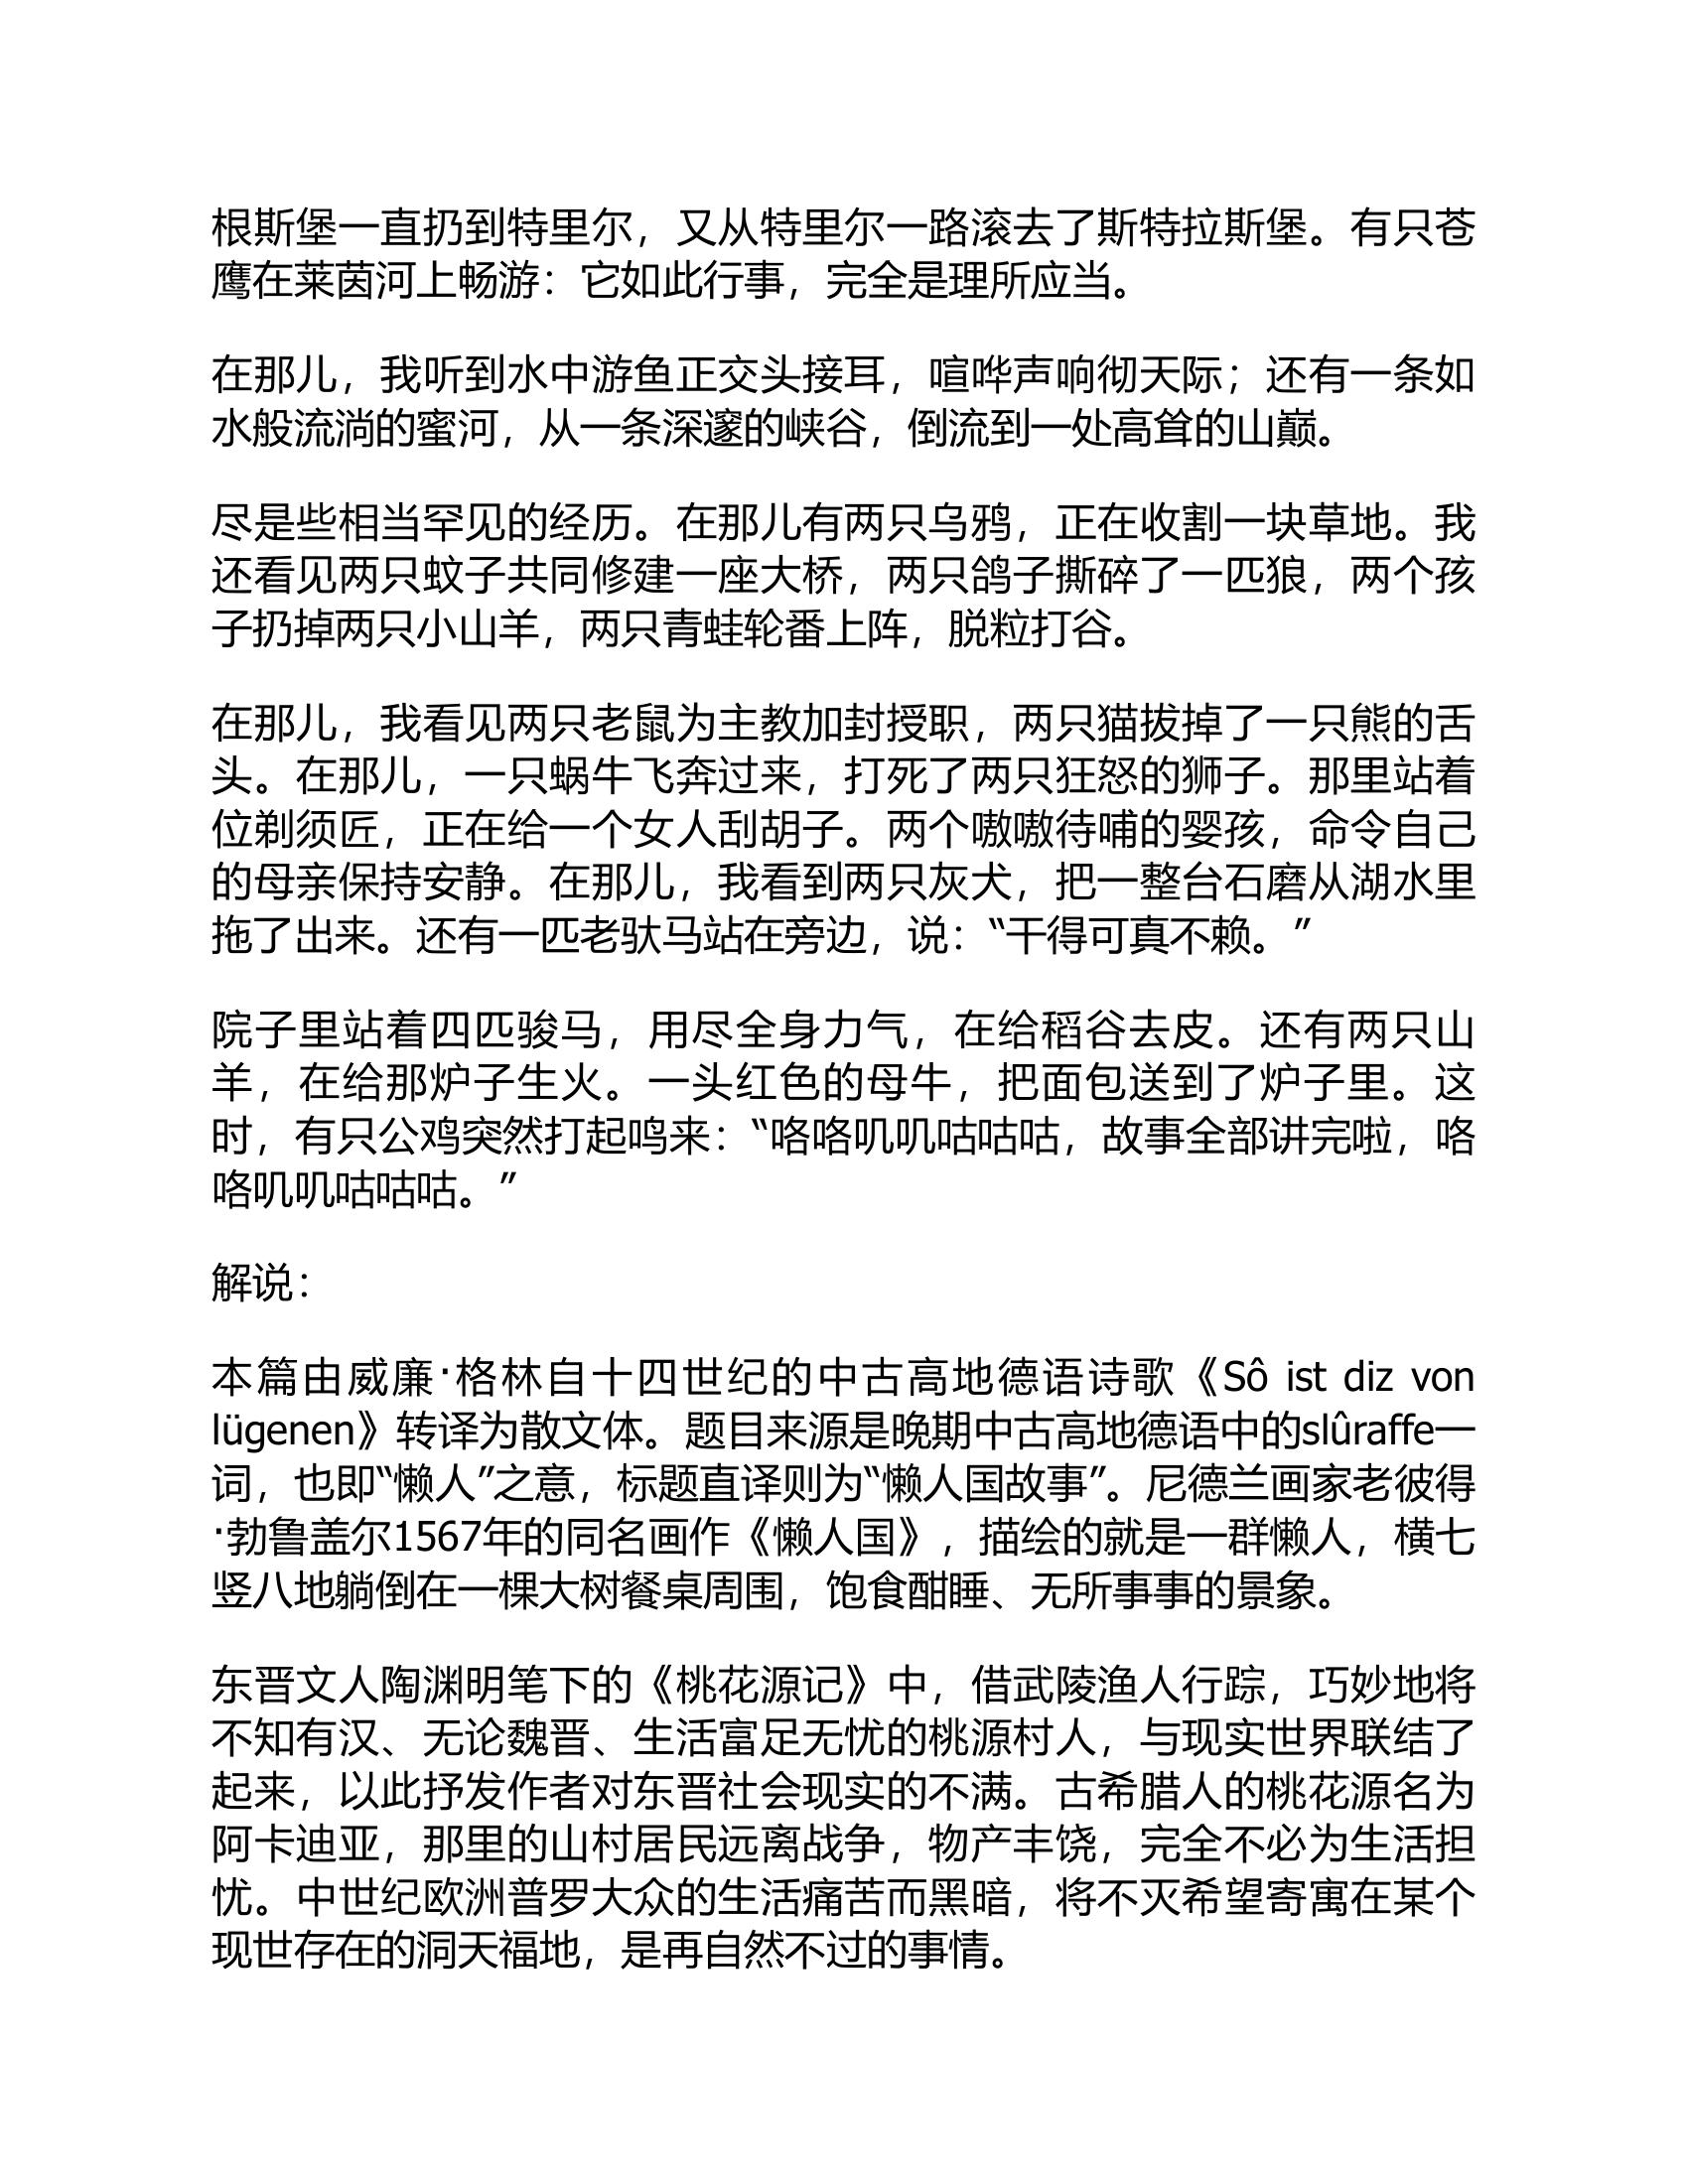 根斯堡一直扔到特里尔，又从特里尔一路滚去了斯特拉斯堡。有只苍
鹰在莱茵河上畅游：它如此行事，完全是理所应当。
在那儿，我听到水中游鱼正交头接耳，喧哗声响彻天际；还有一条如
水般流淌的蜜河，从一条深邃的峡谷，倒流到一处高耸的山巅。
尽是些相当罕见的经历。在那儿有两只乌鸦，正在收割一块草地。我
还看见两只蚊子共同修建一座大桥，两只鸽子撕碎了一匹狼，两个孩
子扔掉两只小山羊，两只青蛙轮番上阵，脱粒打谷。
在那儿，我看见两只老鼠为主教加封授职，两只猫拔掉了一只熊的舌
头。在那儿，一只蜗牛飞奔过来，打死了两只狂怒的狮子。那里站着
位剃须匠，正在给一个女人刮胡子。两个嗷嗷待哺的婴孩，命令自己
的母亲保持安静。在那儿，我看到两只灰犬，把一整台石磨从湖水里
拖了出来。还有一匹老驮马站在旁边，说：“干得可真不赖。”
院子里站着四匹骏马，用尽全身力气，在给稻谷去皮。还有两只山
羊，在给那炉子生火。一头红色的母牛，把面包送到了炉子里。这
时，有只公鸡突然打起鸣来：“咯咯叽叽咕咕咕，故事全部讲完啦，咯
咯叽叽咕咕咕。”
解说：
本篇由威廉·格林自十四世纪的中古高地德语诗歌《Sô ist diz von
lügenen》转译为散文体。题目来源是晚期中古高地德语中的slûraffe一
词，也即“懒人”之意，标题直译则为“懒人国故事”。尼德兰画家老彼得
·勃鲁盖尔1567年的同名画作《懒人国》，描绘的就是一群懒人，横七
竖八地躺倒在一棵大树餐桌周围，饱食酣睡、无所事事的景象。
东晋文人陶渊明笔下的《桃花源记》中，借武陵渔人行踪，巧妙地将
不知有汉、无论魏晋、生活富足无忧的桃源村人，与现实世界联结了
起来，以此抒发作者对东晋社会现实的不满。古希腊人的桃花源名为
阿卡迪亚，那里的山村居民远离战争，物产丰饶，完全不必为生活担
忧。中世纪欧洲普罗大众的生活痛苦而黑暗，将不灭希望寄寓在某个
现世存在的洞天福地，是再自然不过的事情。